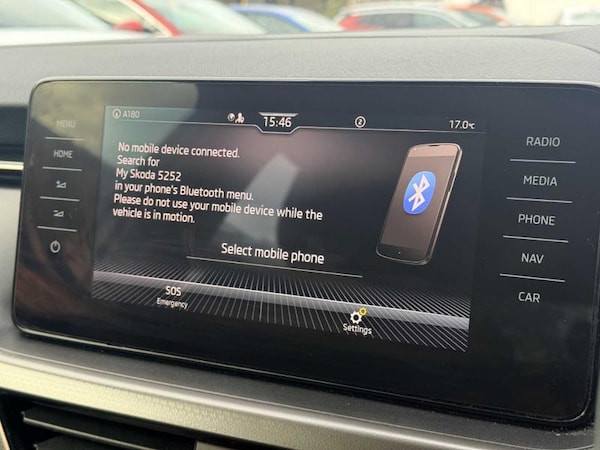 A180
15:46
2
17.0°C
MENU
HOME
No mobile device connected.
Search for
My Skoda 5252
in your phone's Bluetooth menu.
Please do not use your mobile device while the
vehicle is in motion.
Select mobile phone
SOS
Emergency
Settings
RADIO
MEDIA
PHONE
NAV
CAR